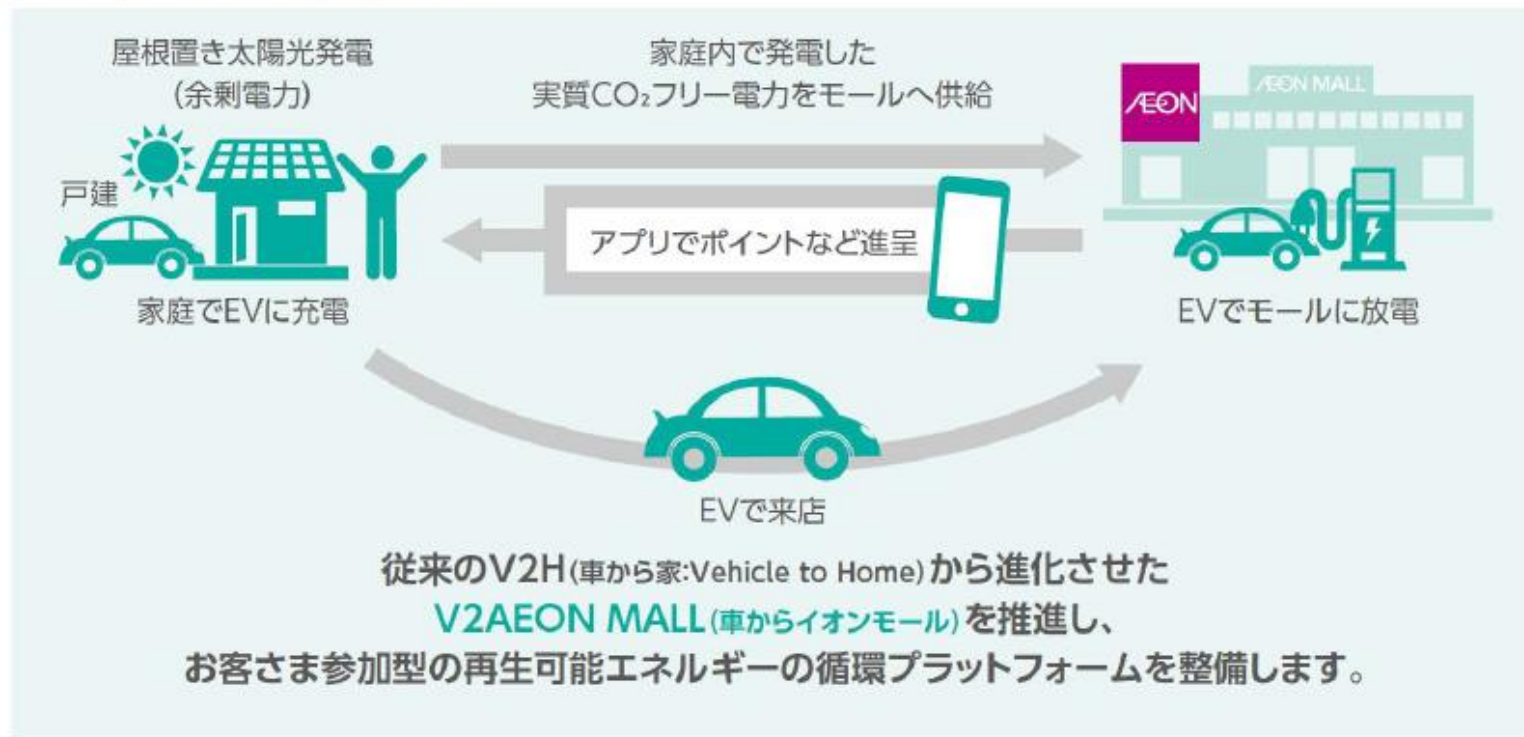 屋根置き太陽光発電
(余剰電力)
家庭内で発電した
実質CO₂フリー電力をモールへ供給
ÆON
ÆON MALL
戸建
アプリでポイントなど進呈
家庭でEVに充電
EVでモールに放電
EVで来店
従来のV2H(車から家:Vehicle to Home)から進化させた
V2AEON MALL(車からイオンモール)を推進し、
お客さま参加型の再生可能エネルギーの循環プラットフォームを整備します。